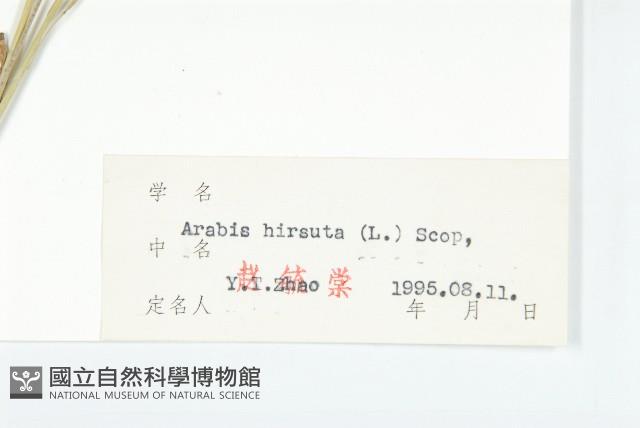 学 名
Arabis hirsuta (L.) Scop,
中 名
Y.T.Zhao 1995.08.11.
赵毓棠
定名人 年 月 日
國立自然科學博物館
NATIONAL MUSEUM OF NATURAL SCIENCE